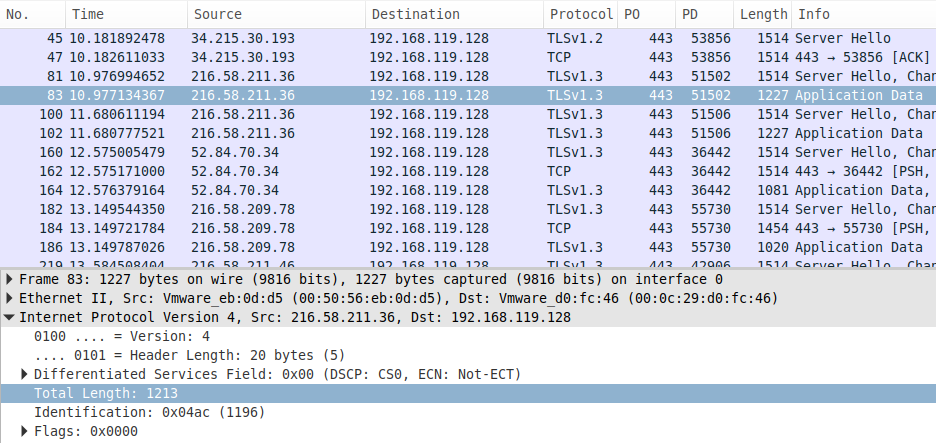 No. Time Source Destination Protocol PO PD Length Info
45 10.181892478 34.215.30.193 192.168.119.128 TLSv1.2 443 53856 1514 Server Hello
47 10.182611033 34.215.30.193 192.168.119.128 TCP 443 53856 1514 443 → 53856 [ACK]
81 10.976994652 216.58.211.36 192.168.119.128 TLSv1.3 443 51502 1514 Server Hello, Chan
83 10.977134367 216.58.211.36 192.168.119.128 TLSv1.3 443 51502 1227 Application Data
100 11.680611194 216.58.211.36 192.168.119.128 TLSv1.3 443 51506 1514 Server Hello, Chan
102 11.680777521 216.58.211.36 192.168.119.128 TLSv1.3 443 51506 1227 Application Data
160 12.575005479 52.84.70.34 192.168.119.128 TLSv1.3 443 36442 1514 Server Hello, Chan
162 12.575171000 52.84.70.34 192.168.119.128 TCP 443 36442 1514 443 → 36442 [PSH,
164 12.576379164 52.84.70.34 192.168.119.128 TLSv1.3 443 36442 1081 Application Data,
182 13.149544350 216.58.209.78 192.168.119.128 TLSv1.3 443 55730 1514 Server Hello, Chan
184 13.149721784 216.58.209.78 192.168.119.128 TCP 443 55730 1454 443 → 55730 [PSH,
186 13.149787026 216.58.209.78 192.168.119.128 TLSv1.3 443 55730 1020 Application Data
219 13.584508404 216.58.211.46 192.168.119.128 TLSv1.3 443 42906 1514 Server Hello, Chan
Frame 83: 1227 bytes on wire (9816 bits), 1227 bytes captured (9816 bits) on interface 0
Ethernet II, Src: Vmware_eb:0d:d5 (00:50:56:eb:0d:d5), Dst: Vmware_d0:fc:46 (00:0c:29:d0:fc:46)
Internet Protocol Version 4, Src: 216.58.211.36, Dst: 192.168.119.128
0100 .... = Version: 4
.... 0101 = Header Length: 20 bytes (5)
Differentiated Services Field: 0x00 (DSCP: CS0, ECN: Not-ECT)
Total Length: 1213
Identification: 0x04ac (1196)
Flags: 0x0000